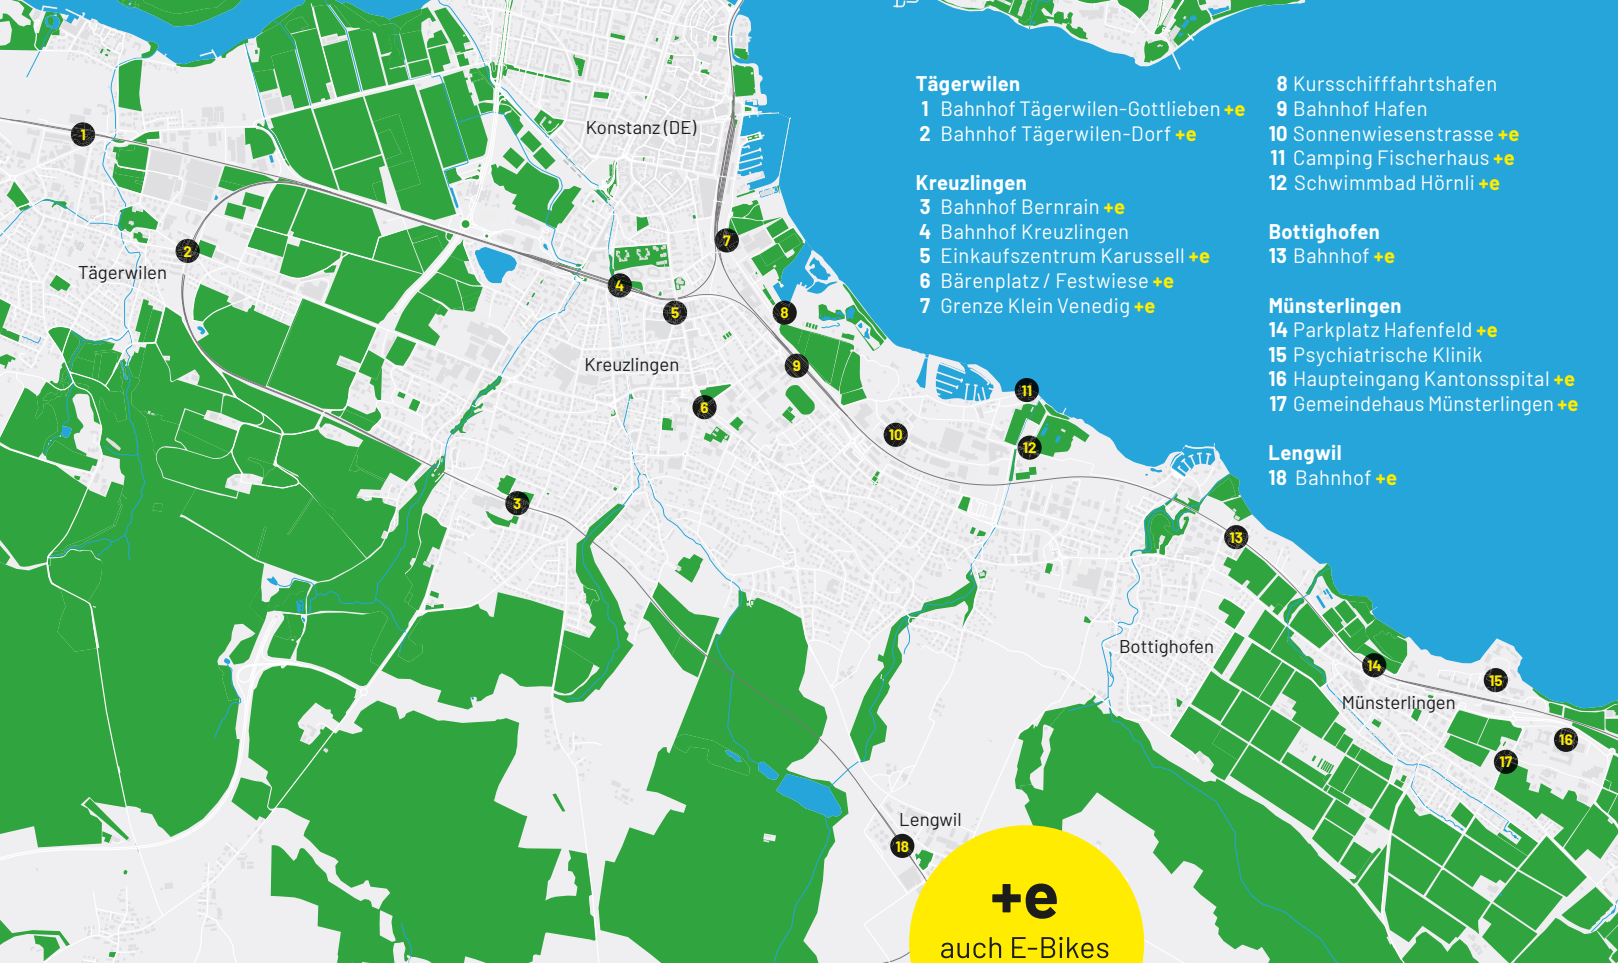 Tägerwilen
1 Bahnhof Tägerwilen-Gottlieben +e
2 Bahnhof Tägerwilen-Dorf +e
Kreuzlingen
3 Bahnhof Bernrain +e
4 Bahnhof Kreuzlingen
5 Einkaufszentrum Karussell +e
6 Bärenplatz / Festwiese +e
7 Grenze Klein Venedig +e
8 Kursschifffahrtshafen
9 Bahnhof Hafen
10 Sonnenwiesenstrasse +e
11 Camping Fischerhaus +e
12 Schwimmbad Hörnli +e
Bottighofen
13 Bahnhof +e
Münsterlingen
14 Parkplatz Hafenfeld +e
15 Psychiatrische Klinik
16 Haupteingang Kantonsspital +e
17 Gemeindehaus Münsterlingen +e
Lengwil
18 Bahnhof +e
Konstanz (DE)
1
2
Tägerwilen
7
4
5
8
Kreuzlingen
9
6
11
10
12
3
13
Bottighofen
14
15
Münsterlingen
16
17
Lengwil
18
+e
auch E-Bikes